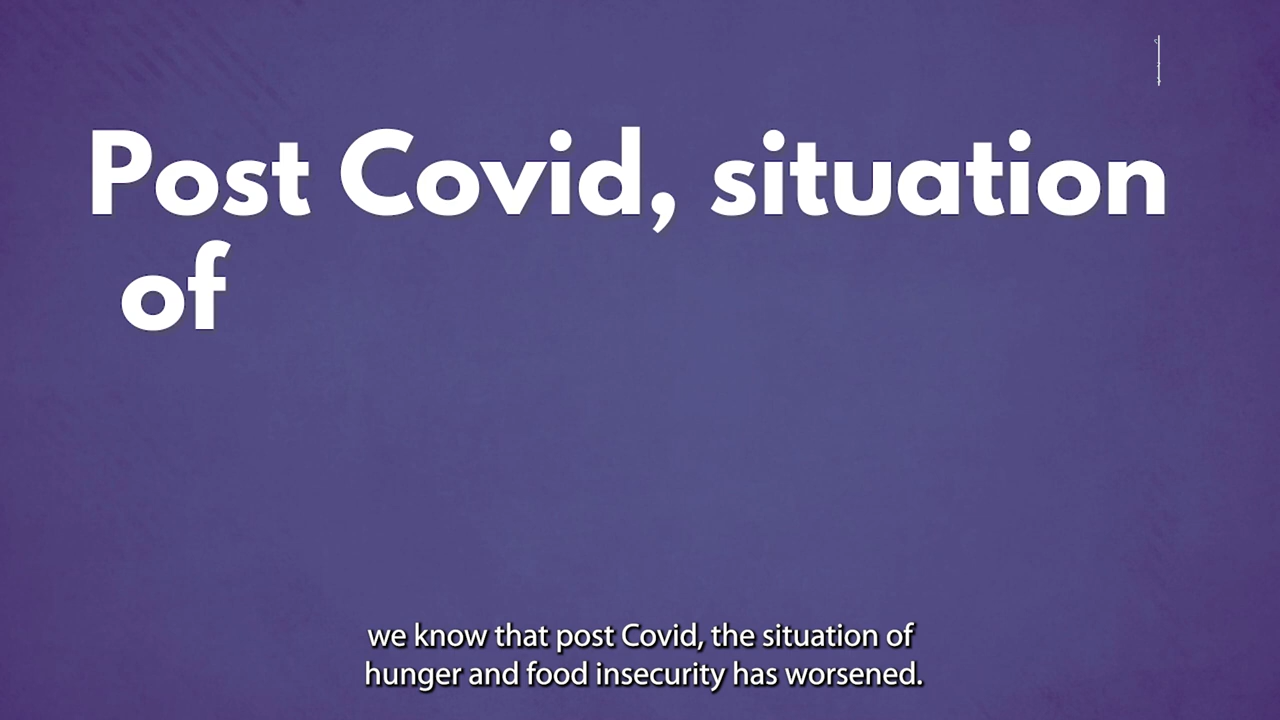 Post Covid, situation
of
we know that post Covid, the situation of
hunger and food insecurity has worsened.